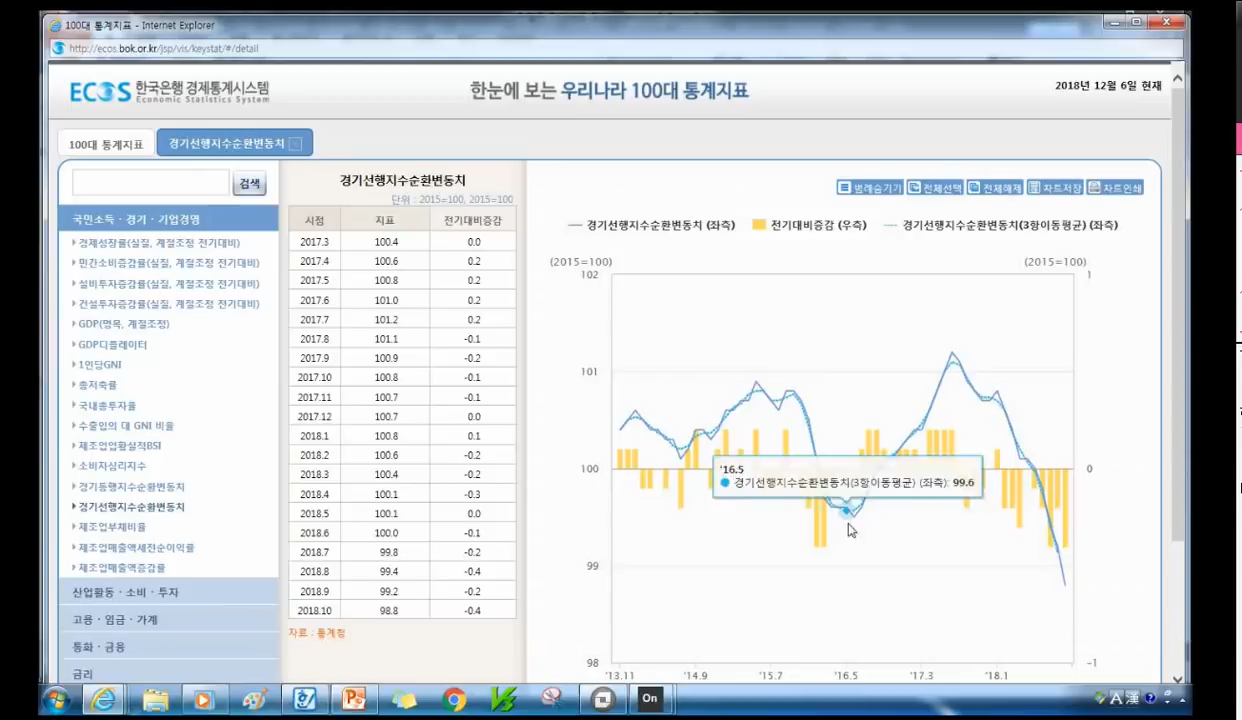 100대 통계지표 - Internet Explorer
http://ecos.bok.or.kr/jsp/vis/keystat/#/detail
ECOS 한국은행 경제통계시스템
Economic Statistics System
한눈에 보는 우리나라 100대 통계지표
2018년 12월 6일 현재
100대 통계지표
경기선행지수순환변동치
검색
국민소득 · 경기 · 기업경영
경제성장률(실질, 계절조정 전기대비)
민간소비증감률(실질, 계절조정 전기대비)
설비투자증감률(실질, 계절조정 전기대비)
건설투자증감률(실질, 계절조정 전기대비)
GDP(명목, 계절조정)
GDP디플레이터
1인당GNI
총저축률
국내총투자율
수출입의 대 GNI 비율
제조업업황실적BSI
소비자심리지수
경기동행지수순환변동치
경기선행지수순환변동치
제조업부채비율
제조업매출액세전순이익률
제조업매출액증감률
산업활동 · 소비 · 투자
고용 · 임금 · 가계
통화 · 금융
금리
경기선행지수순환변동치
단위 : 2015=100, 2015=100
시점 지표 전기대비증감
2017.3 100.4 0.0
2017.4 100.6 0.2
2017.5 100.8 0.2
2017.6 101.0 0.2
2017.7 101.2 0.2
2017.8 101.1 -0.1
2017.9 100.9 -0.2
2017.10 100.8 -0.1
2017.11 100.7 -0.1
2017.12 100.7 0.0
2018.1 100.8 0.1
2018.2 100.6 -0.2
2018.3 100.4 -0.2
2018.4 100.1 -0.3
2018.5 100.1 0.0
2018.6 100.0 -0.1
2018.7 99.8 -0.2
2018.8 99.4 -0.4
2018.9 99.2 -0.2
2018.10 98.8 -0.4
자료 : 통계청
범례숨기기 전체선택 전체해제 차트저장 차트인쇄
경기선행지수순환변동치 (좌측) 전기대비증감 (우측) 경기선행지수순환변동치(3항이동평균) (좌측)
(2015=100) (2015=100)
102 1
101
100 0
99
98 -1
'16.5
경기선행지수순환변동치(3항이동평균) (좌측): 99.6
'13.11 '14.9 '15.7 '16.5 '17.3 '18.1
On
A 漢